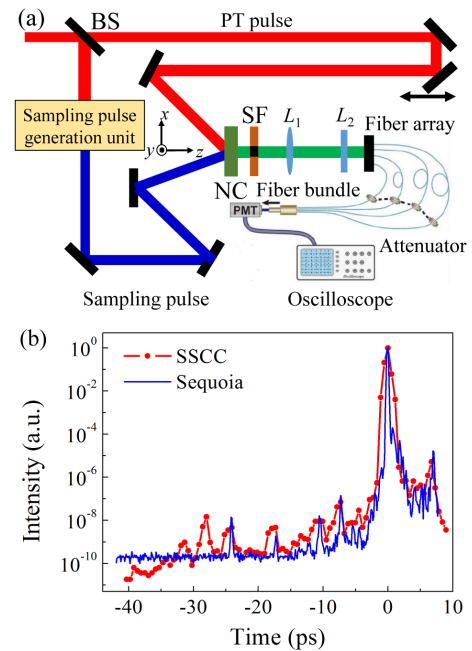 (a)
BS
PT pulse
Sampling pulse
generation unit
x
y
z
SF
L1
L2
Fiber array
NC
Fiber bundle
PMT
Attenuator
Sampling pulse
Oscilloscope
(b)
SSCC
Sequoia
Intensity (a.u.)
10^0
10^-2
10^-4
10^-6
10^-8
10^-10
-40
-30
-20
-10
0
10
Time (ps)